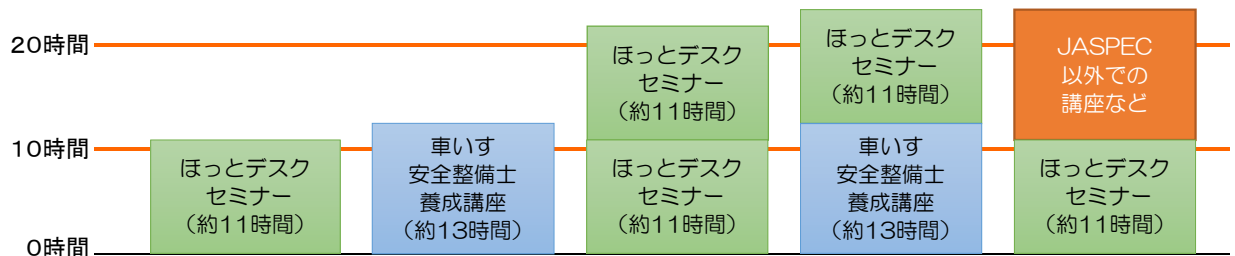 20時間
10時間
0時間
ほっとデスク
セミナー
（約11時間）
車いす
安全整備士
養成講座
（約13時間）
ほっとデスク
セミナー
（約11時間）
ほっとデスク
セミナー
（約11時間）
ほっとデスク
セミナー
（約11時間）
車いす
安全整備士
養成講座
（約13時間）
JASPEC
以外での
講座など
ほっとデスク
セミナー
（約11時間）